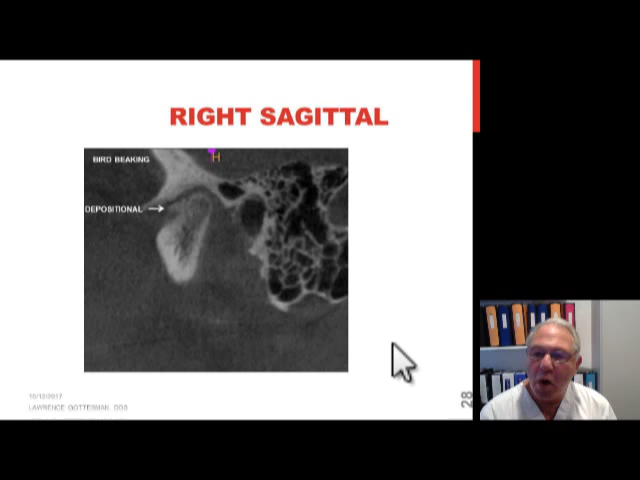 RIGHT SAGITTAL
BIRD BEAKING
H
DEPOSITIONAL
10/12/2017
LAWRENCE GOTTESMAN, DDS
28